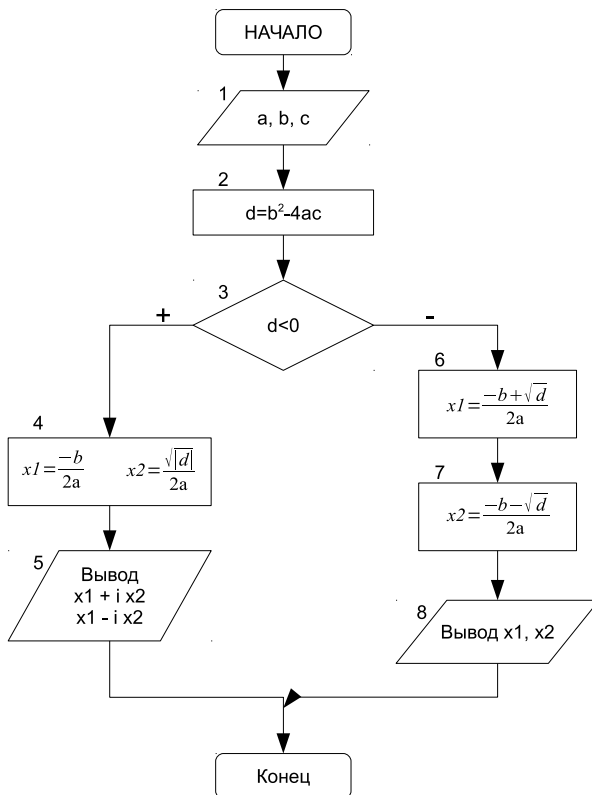 НАЧАЛО
1
a, b, c
2
d=b²-4ac
3
d<0
+
-
4
x1=-b/2a x2=√|d|/2a
5
Вывод
x1 + i x2
x1 - i x2
6
x1=-b+√d/2a
7
x2=-b-√d/2a
8
Вывод x1, x2
Конец